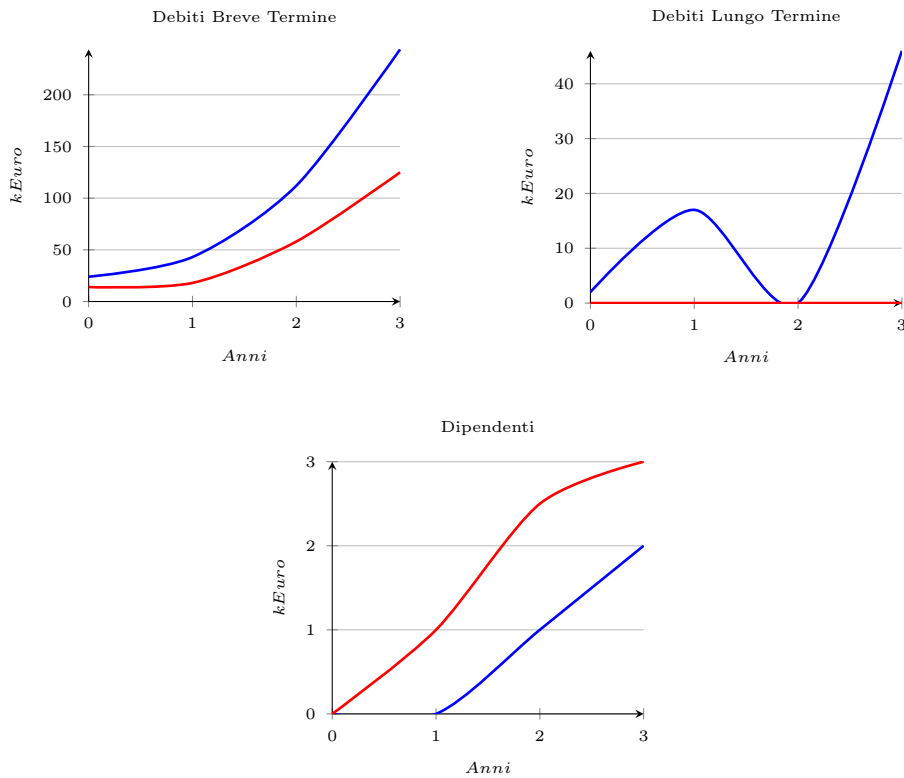 Debiti Breve Termine
200
150
100
50
0
kEuro
0 1 2 3
Anni
Debiti Lungo Termine
40
30
20
10
0
kEuro
0 1 2 3
Anni
Dipendenti
3
2
1
0
kEuro
0 1 2 3
Anni